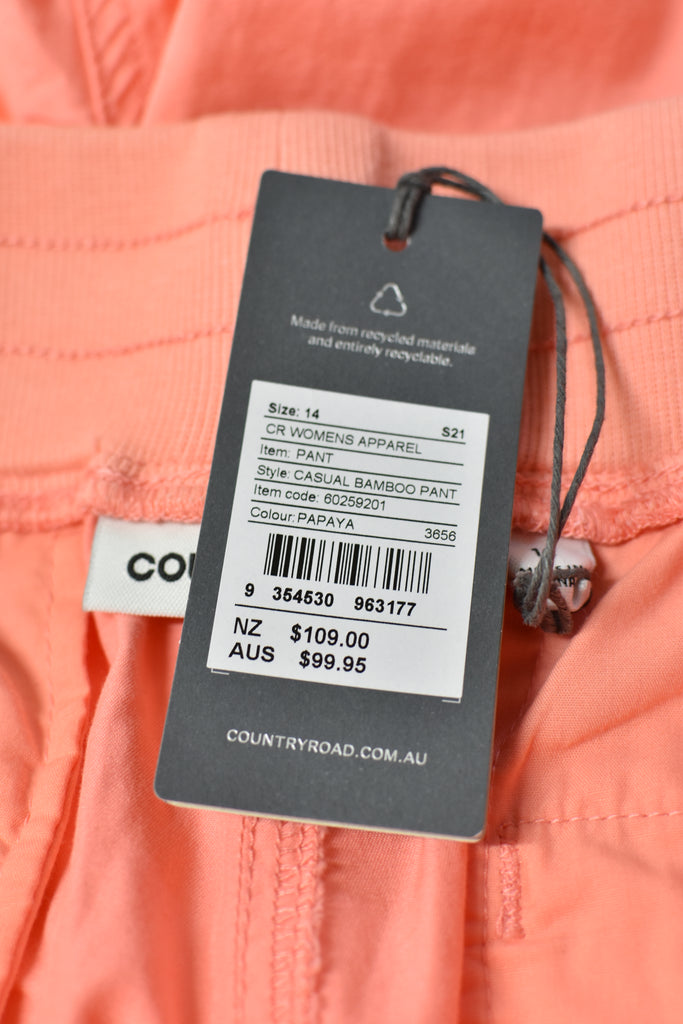 Made from recycled materials
and entirely recyclable.
Size: 14 S21
CR WOMENS APPAREL
Item: PANT
Style: CASUAL BAMBOO PANT
Item code: 60259201
Colour: PAPAYA 3656
9 354530 963177
NZ $109.00
AUS $99.95
COUNTRYROAD.COM.AU
COU